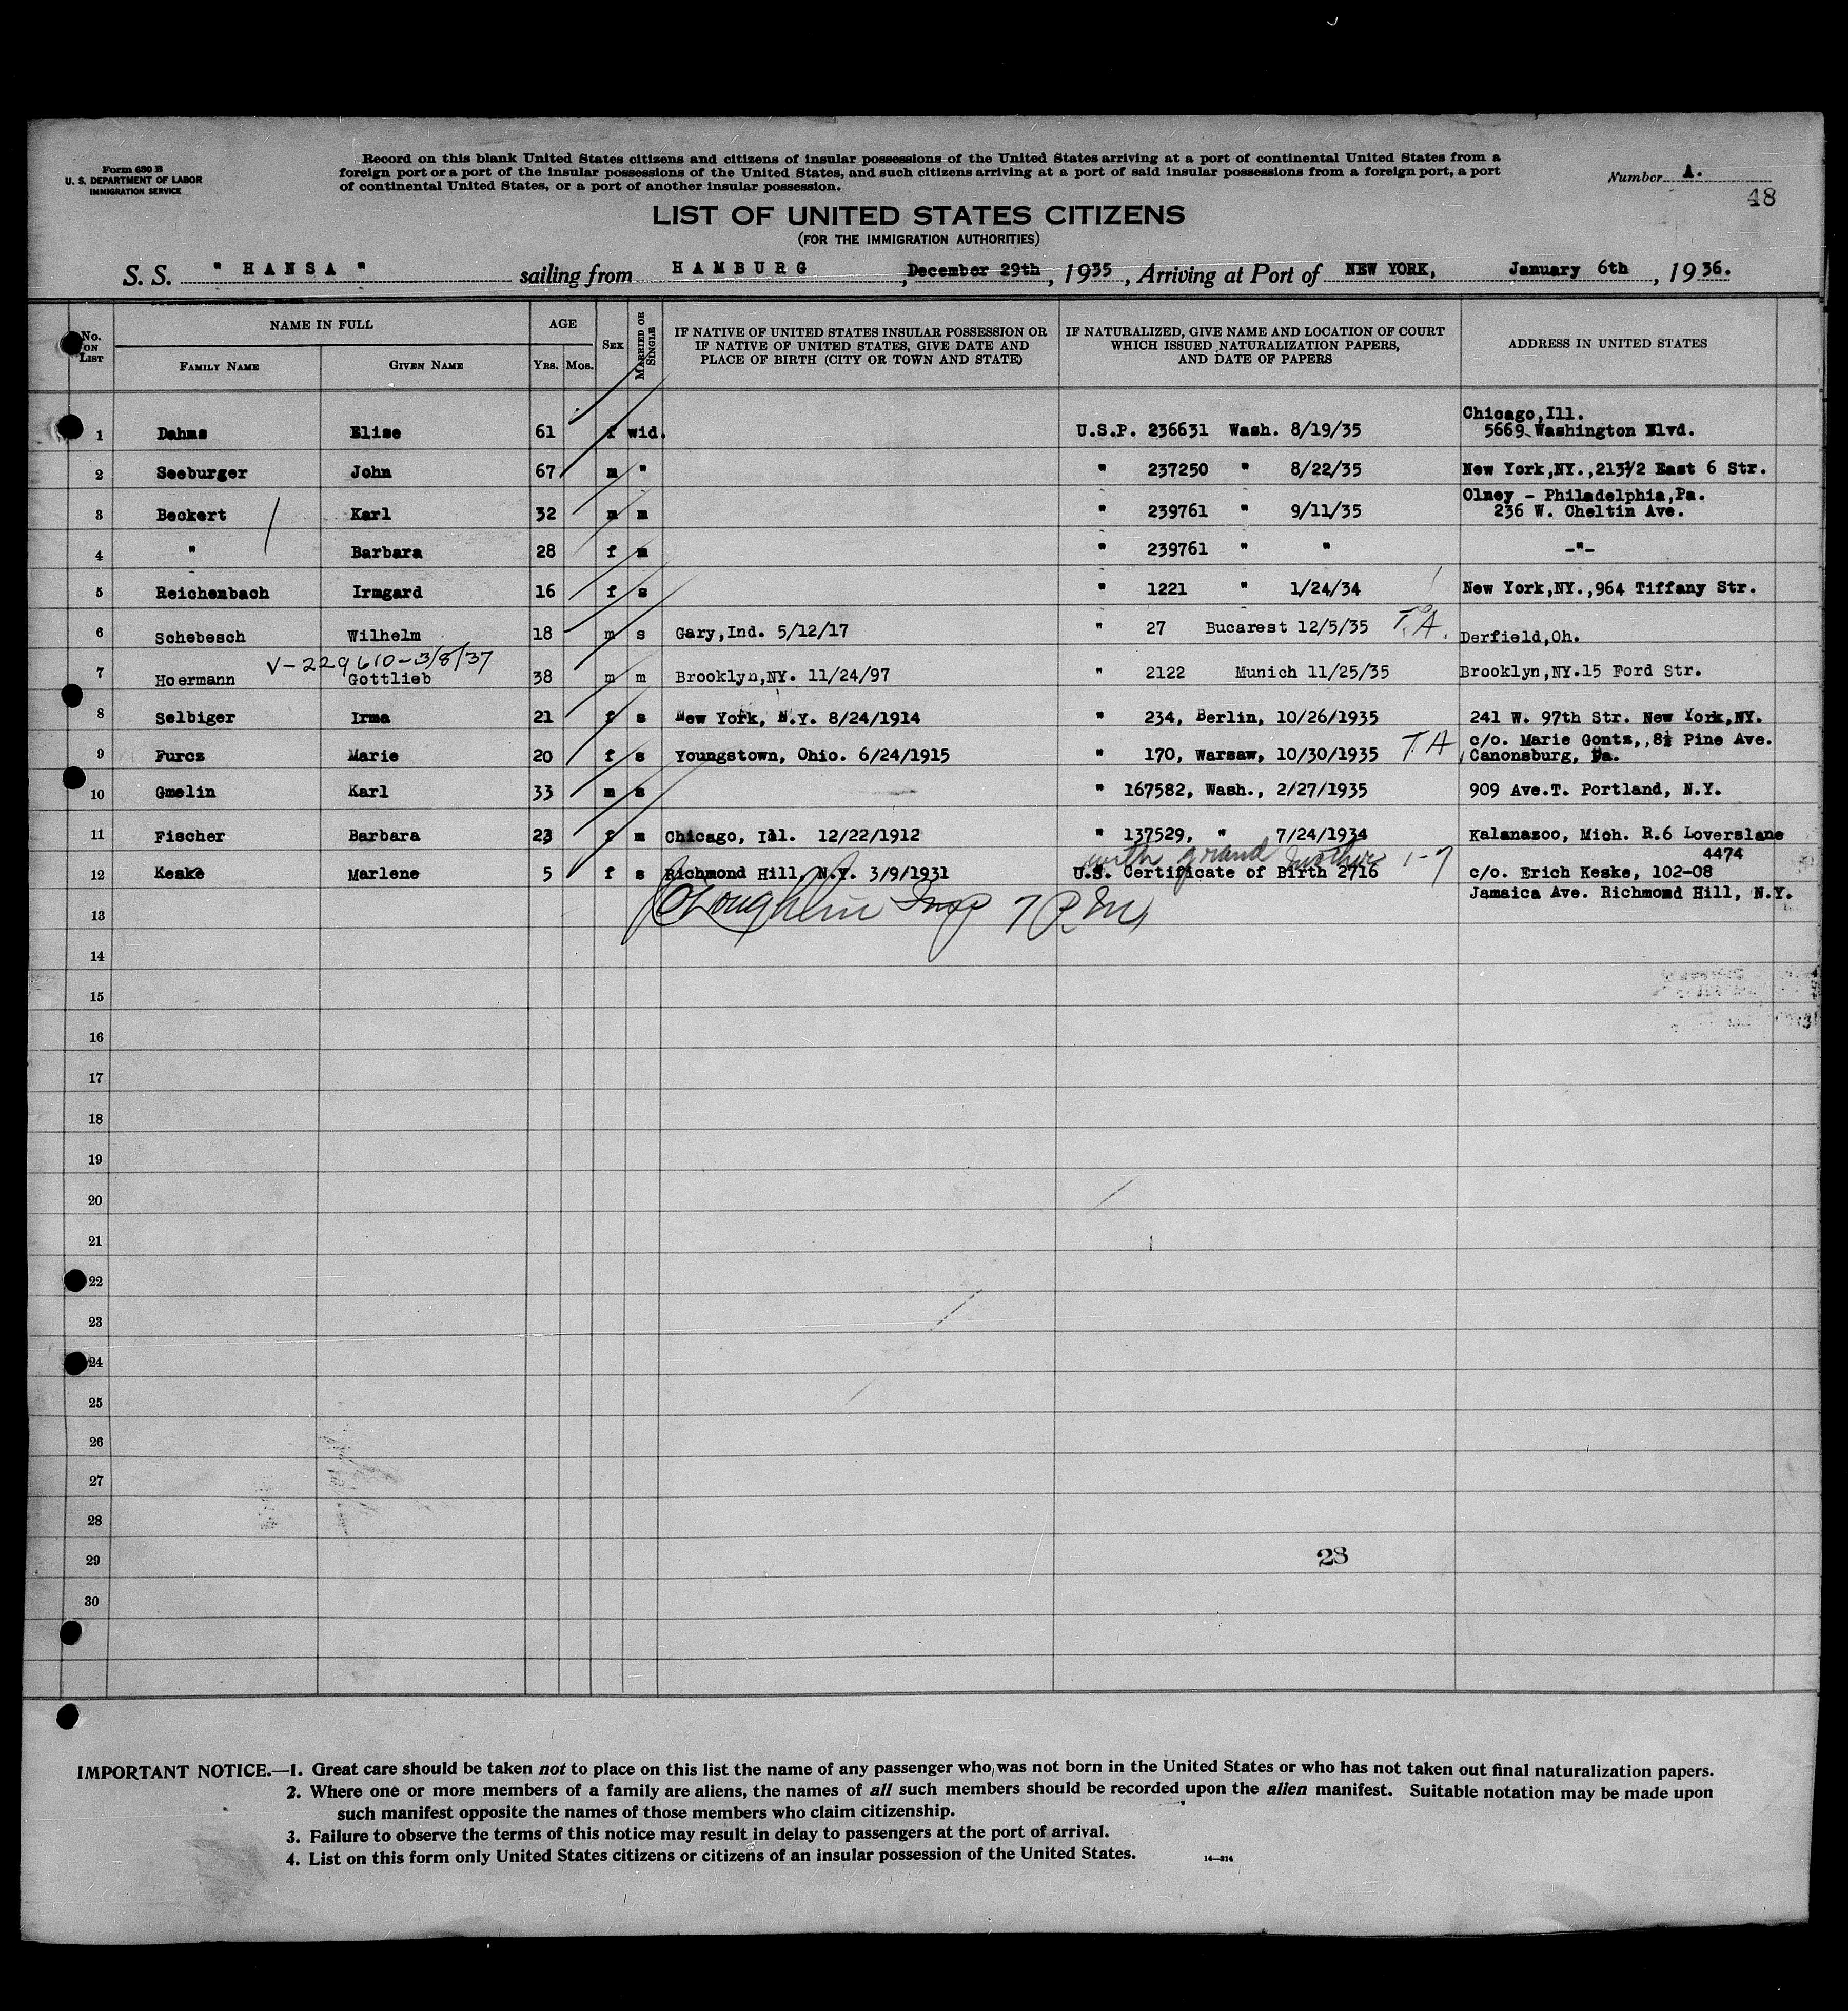 Form 630 B
U. S. DEPARTMENT OF LABOR
IMMIGRATION SERVICE
Record on this blank United States citizens and citizens of insular possessions of the United States arriving at a port of continental United States from a
foreign port or a port of the insular possessions of the United States, and such citizens arriving at a port of said insular possessions from a foreign port, a port
of continental United States, or a port of another insular possession.
Number A.
48
LIST OF UNITED STATES CITIZENS
(FOR THE IMMIGRATION AUTHORITIES)
S. S. " HANSA " sailing from HAMBURG, December 29th, 1935, Arriving at Port of NEW YORK, January 6th, 1936.
No. ON LIST
NAME IN FULL
FAMILY NAME
GIVEN NAME
AGE
YRS. MOS.
SEX
MARRIED OR SINGLE
IF NATIVE OF UNITED STATES INSULAR POSSESSION OR
IF NATIVE OF UNITED STATES, GIVE DATE AND
PLACE OF BIRTH (CITY OR TOWN AND STATE)
IF NATURALIZED, GIVE NAME AND LOCATION OF COURT
WHICH ISSUED NATURALIZATION PAPERS,
AND DATE OF PAPERS
ADDRESS IN UNITED STATES
1 Dahms Elise 61 f wid. U.S.P. 236631 Wash. 8/19/35 Chicago,Ill.
5669 Washington Blvd.
2 Seeburger John 67 m " " 237250 " 8/22/35 New York,NY.,2131/2 East 6 Str.
3 Beckert Karl 32 m m " 239761 " 9/11/35 Olney - Philadelphia,Pa.
236 W. Cheltin Ave.
4 " Barbara 28 f m " 239761 " " -"-
5 Reichenbach Irmgard 16 f s " 1221 " 1/24/34 New York,NY.,964 Tiffany Str.
6 Schebesch Wilhelm 18 m s Gary,Ind. 5/12/17 " 27 Bucarest 12/5/35 T.A. Derfield,Oh.
V-229610-3/8/37
7 Hoermann Gottlieb 38 m m Brooklyn,NY. 11/24/97 " 2122 Munich 11/25/35 Brooklyn,NY.15 Ford Str.
8 Selbiger Irma 21 f s New York, N.Y. 8/24/1914 " 234, Berlin, 10/26/1935 241 W. 97th Str. New York,NY.
9 Furcz Marie 20 f s Youngstown, Ohio. 6/24/1915 " 170, Warsaw, 10/30/1935 TA c/o. Marie Gontz,,8½ Pine Ave.
Canonsburg, Pa.
10 Gmelin Karl 33 m s " 167582, Wash., 2/27/1935 909 Ave.T. Portland, N.Y.
11 Fischer Barbara 23 f m Chicago, Ill. 12/22/1912 " 137529, " 7/24/1934 Kalanazoo, Mich. R.6 Loverslane
with grand mother 1-7
4474
12 Keske Marlene 5 f s Richmond Hill, N.Y. 3/9/1931 U.S. Certificate of Birth 2716 c/o. Erich Keske, 102-08
Jamaica Ave. Richmond Hill, N.Y.
13
14
15
16
17
18
19
20
21
22
23
24
25
26
27
28
29 28
30
IMPORTANT NOTICE.—1. Great care should be taken not to place on this list the name of any passenger who was not born in the United States or who has not taken out final naturalization papers.
2. Where one or more members of a family are aliens, the names of all such members should be recorded upon the alien manifest. Suitable notation may be made upon
such manifest opposite the names of those members who claim citizenship.
3. Failure to observe the terms of this notice may result in delay to passengers at the port of arrival.
4. List on this form only United States citizens or citizens of an insular possession of the United States.
14—314